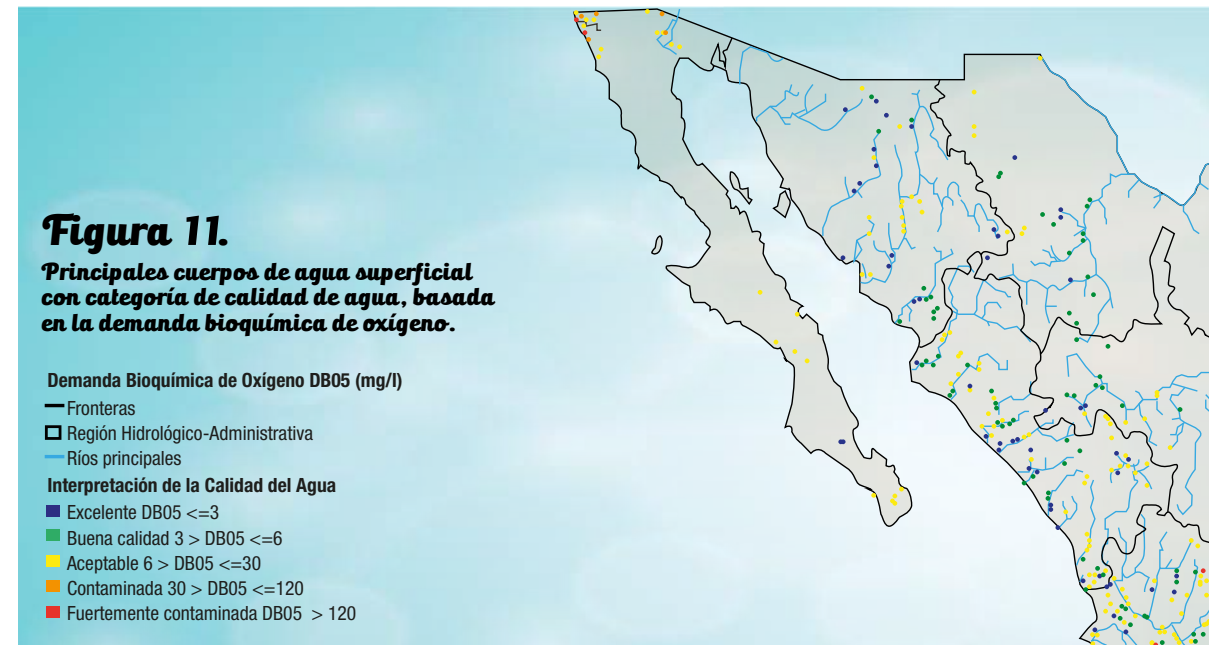 Figura 11.
Principales cuerpos de agua superficial
con categoría de calidad de agua, basada
en la demanda bioquímica de oxígeno.
Demanda Bioquímica de Oxígeno DB05 (mg/l)
Fronteras
Región Hidrológico-Administrativa
Ríos principales
Interpretación de la Calidad del Agua
Excelente DB05 <=3
Buena calidad 3 > DB05 <=6
Aceptable 6 > DB05 <=30
Contaminada 30 > DB05 <=120
Fuertemente contaminada DB05 > 120